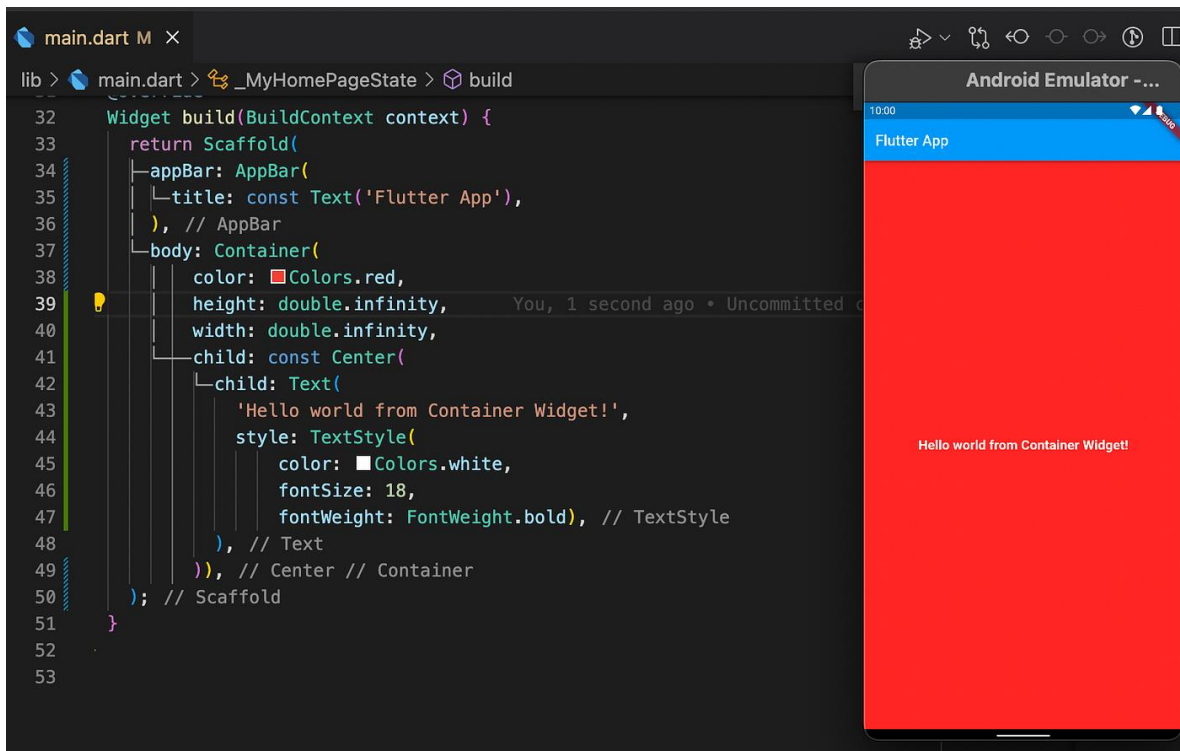 main.dart M
lib > main.dart > _MyHomePageState > build
32 Widget build(BuildContext context) {
33 return Scaffold(
34 appBar: AppBar(
35 title: const Text('Flutter App'),
36 ), // AppBar
37 body: Container(
38 color: Colors.red,
39 height: double.infinity, You, 1 second ago • Uncommitted
40 width: double.infinity,
41 child: const Center(
42 child: Text(
43 'Hello world from Container Widget!',
44 style: TextStyle(
45 color: Colors.white,
46 fontSize: 18,
47 fontWeight: FontWeight.bold), // TextStyle
48 ), // Text
49 )), // Center // Container
50 ); // Scaffold
51 }
52
53
Android Emulator -...
10:00
Flutter App
Hello world from Container Widget!